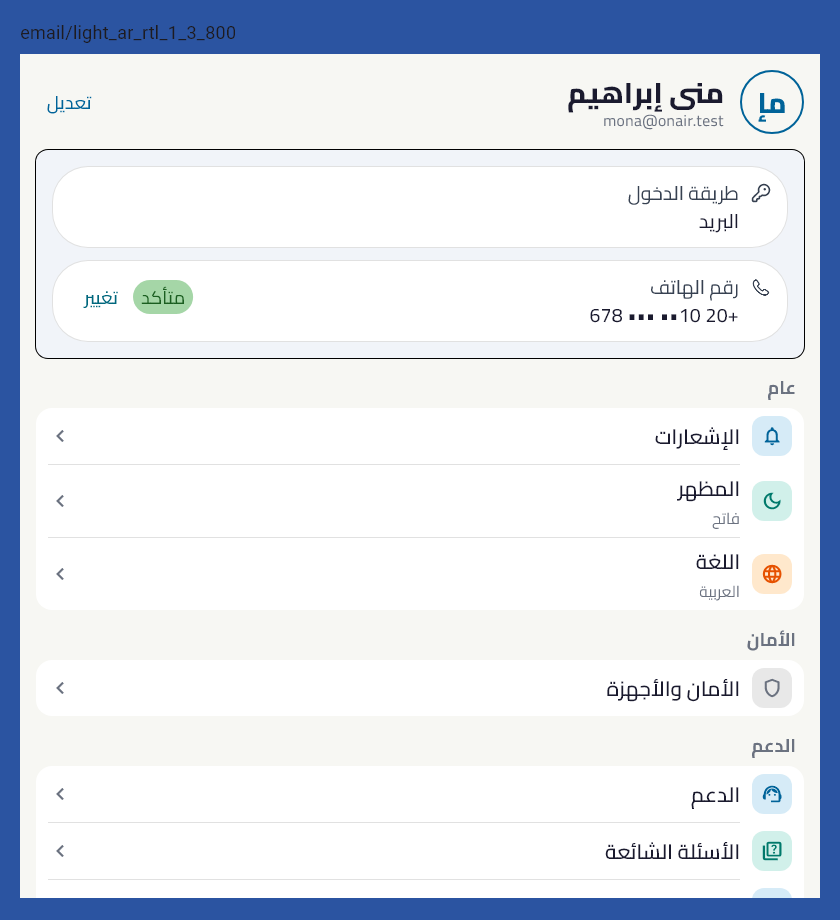 email/light_ar_rtl_1_3_800
مإ
منى إبراهيم
mona@onair.test
تعديل
طريقة الدخول
البريد
رقم الهاتف
+20 10•• ••• 678
متأكد
تغيير
عام
الإشعارات
المظهر
فاتح
اللغة
العربية
الأمان
الأمان والأجهزة
الدعم
الدعم
الأسئلة الشائعة